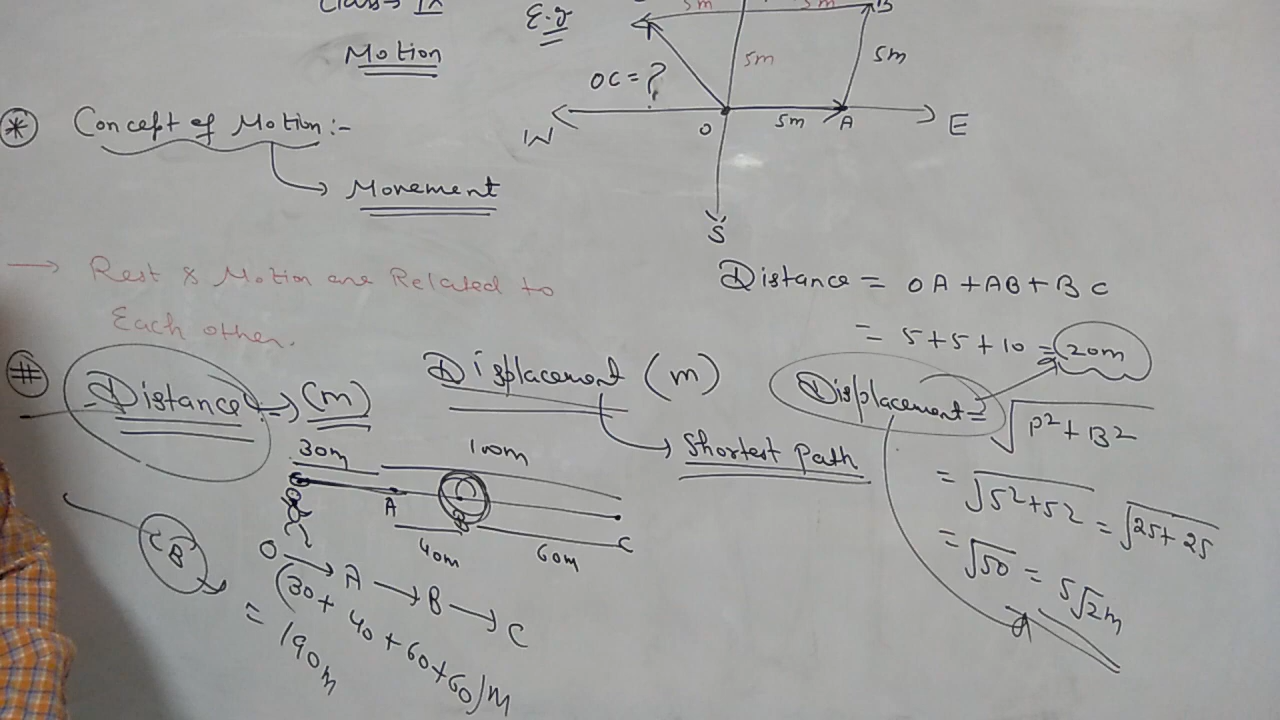 Class → IX
Motion
* Concept of Motion :-
→ Movement
→ Rest & Motion are Related to
Each other.
# Distance → (m)
Displacement (m)
→ Shortest Path
30m
100m
A
B
C
40m
60m
O → A → B → C
(30 + 40 + 60 + 60) m
= 190m
(B)
E.g
5m
5m
B
5m
5m
OC = ?
W
O
5m
A
E
S
Distance = OA + AB + BC
= 5 + 5 + 10 = 20m
Displacement = √P² + B²
= √5² + 5² = √25 + 25
= √50 = 5√2m